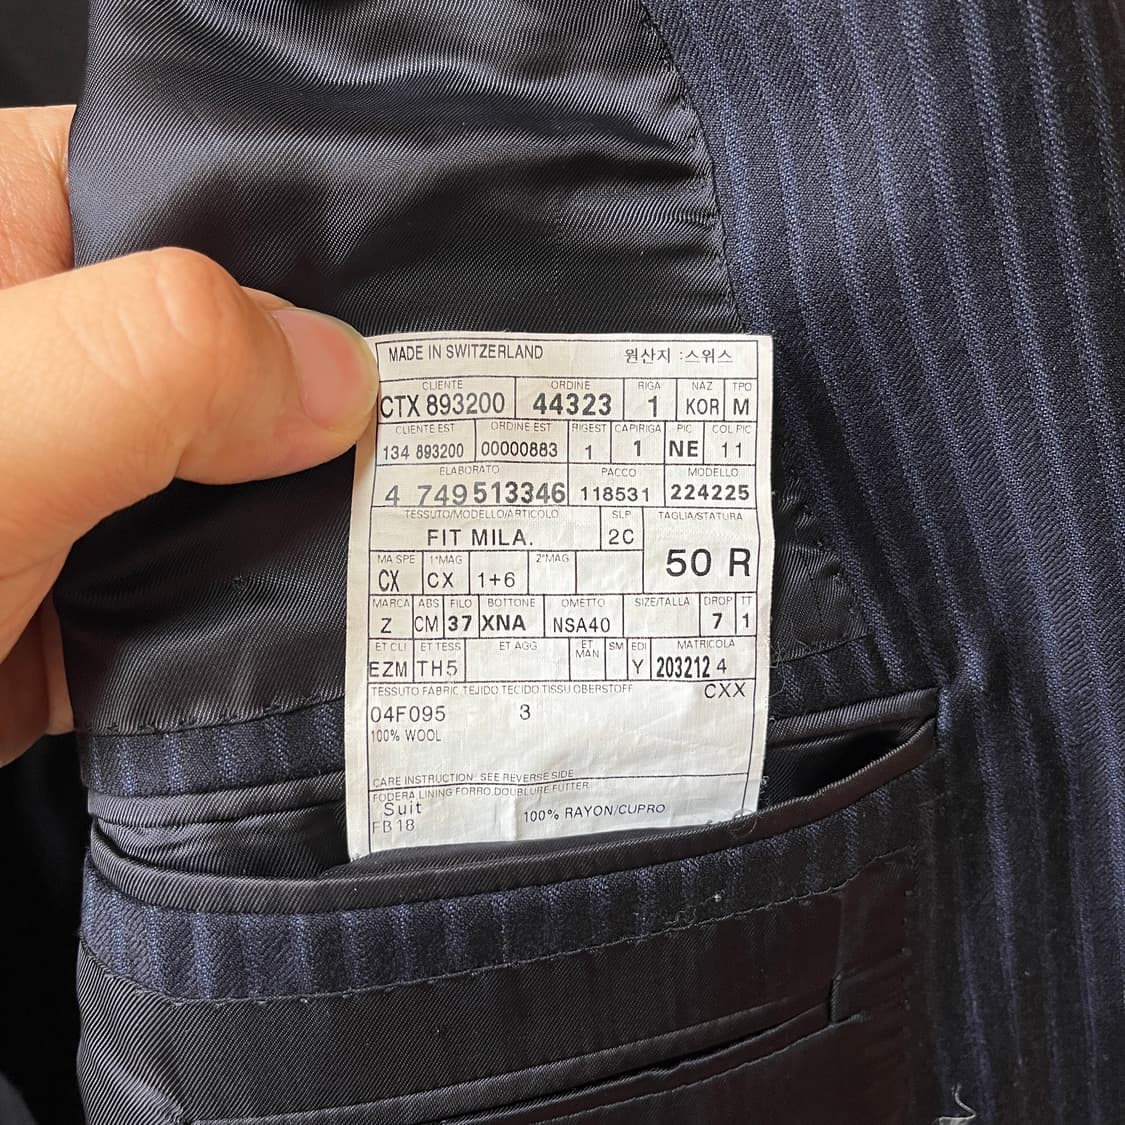 MADE IN SWITZERLAND 원산지 :스위스
CLIENTE ORDINE RIGA NAZ TPO
CTX 893200 44323 1 KOR M
CLIENTE EST ORDINE EST RIGEST CAPIRIGA PIC COL PIC
134 893200 00000883 1 1 NE 11
ELABORATO PACCO MODELLO
4 749513346 118531 224225
TESSUTO/MODELLO/ARTICOLO SLP TAGLIA/STATURA
FIT MILA. 2C 50 R
MA SPE 1°MAG 2°MAG
CX CX 1+6
MARCA ABS FILO BOTTONE OMETTO SIZE/TALLA DROP TT
Z CM 37 XNA NSA40 7 1
ET CLI ET TESS ET AGG ET MAN SM EDI MATRICOLA
EZM TH5 Y 203212 4
TESSUTO FABRIC TEJIDO TECIDO TISSU OBERSTOFF CXX
04F095 3
100% WOOL
CARE INSTRUCTION: SEE REVERSE SIDE
FODERA LINING FORRO DOUBLURE FUTTER
Suit 100% RAYON/CUPRO
FB18